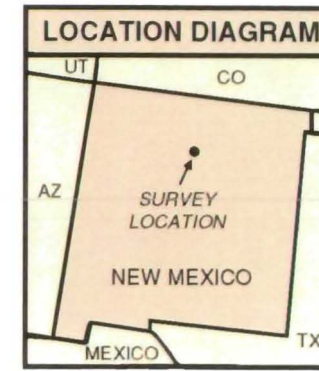 LOCATION DIAGRAM
UT
CO
AZ
SURVEY
LOCATION
NEW MEXICO
TX
MEXICO